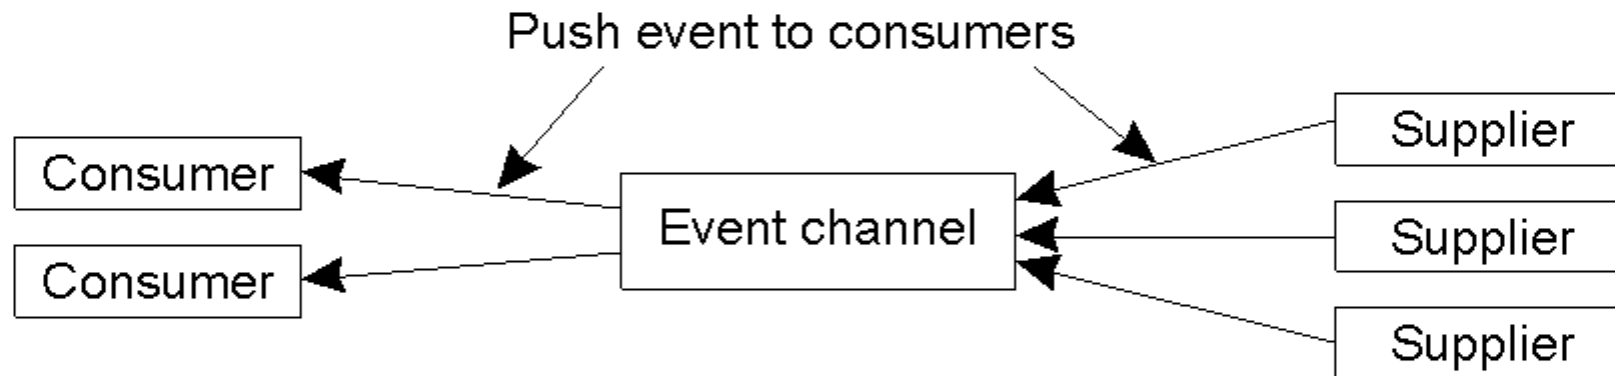 Push event to consumers
Consumer
Consumer
Event channel
Supplier
Supplier
Supplier